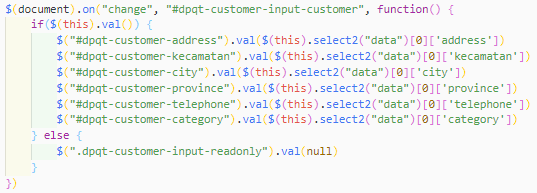 $(document).on("change", "#dpqt-customer-input-customer", function() {
if($(this).val()) {
$("#dpqt-customer-address").val($(this).select2("data")[0]['address'])
$("#dpqt-customer-kecamatan").val($(this).select2("data")[0]['kecamatan'])
$("#dpqt-customer-city").val($(this).select2("data")[0]['city'])
$("#dpqt-customer-province").val($(this).select2("data")[0]['province'])
$("#dpqt-customer-telephone").val($(this).select2("data")[0]['telephone'])
$("#dpqt-customer-category").val($(this).select2("data")[0]['category'])
} else {
$(".dpqt-customer-input-readonly").val(null)
}
})